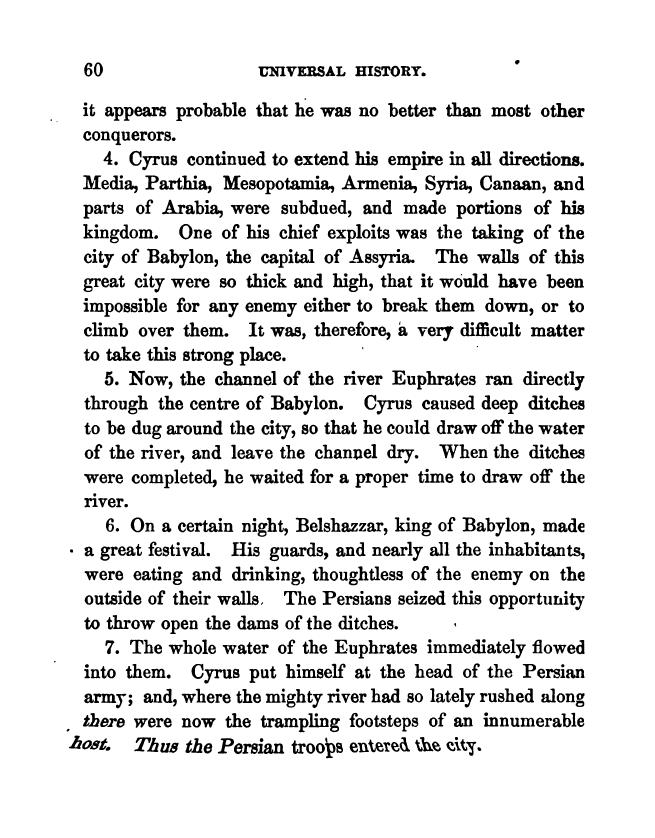 60 UNIVERSAL HISTORY.
it appears probable that he was no better than most other
conquerors.
4. Cyrus continued to extend his empire in all directions.
Media, Parthia, Mesopotamia, Armenia, Syria, Canaan, and
parts of Arabia, were subdued, and made portions of his
kingdom. One of his chief exploits was the taking of the
city of Babylon, the capital of Assyria. The walls of this
great city were so thick and high, that it would have been
impossible for any enemy either to break them down, or to
climb over them. It was, therefore, a very difficult matter
to take this strong place.
5. Now, the channel of the river Euphrates ran directly
through the centre of Babylon. Cyrus caused deep ditches
to be dug around the city, so that he could draw off the water
of the river, and leave the channel dry. When the ditches
were completed, he waited for a proper time to draw off the
river.
6. On a certain night, Belshazzar, king of Babylon, made
a great festival. His guards, and nearly all the inhabitants,
were eating and drinking, thoughtless of the enemy on the
outside of their walls. The Persians seized this opportunity
to throw open the dams of the ditches.
7. The whole water of the Euphrates immediately flowed
into them. Cyrus put himself at the head of the Persian
army; and, where the mighty river had so lately rushed along
there were now the trampling footsteps of an innumerable
host. Thus the Persian troops entered the city.